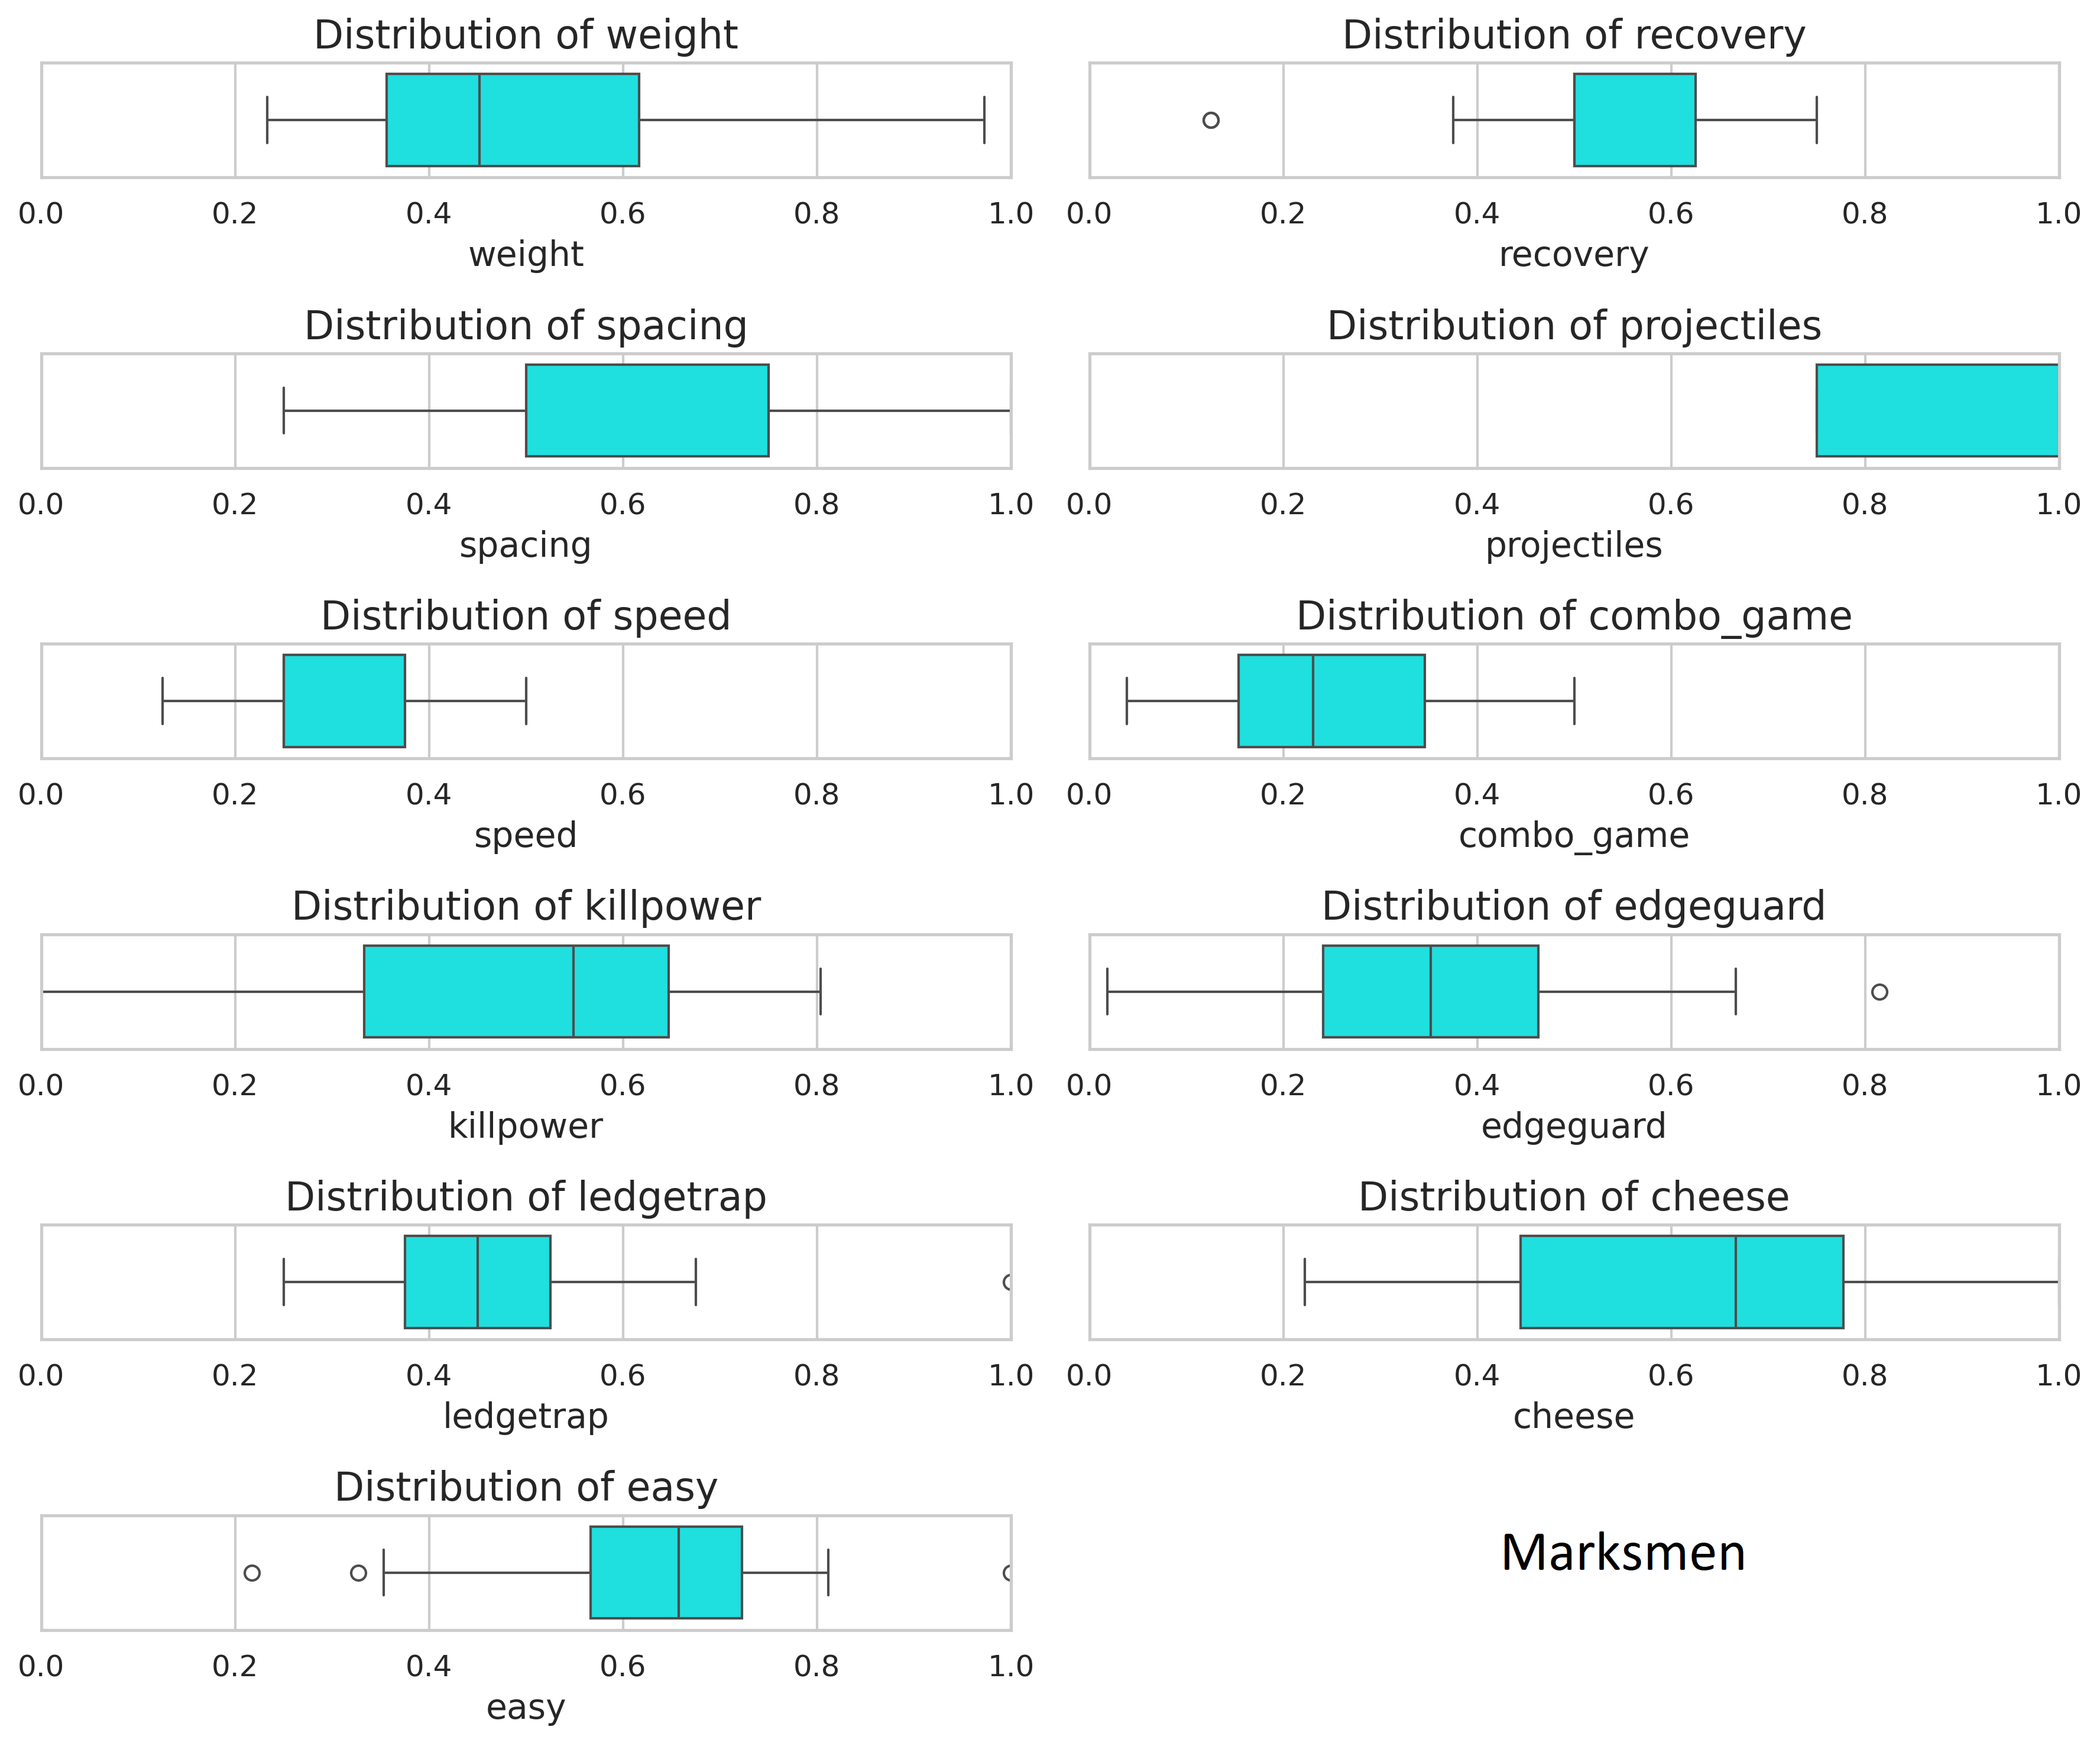 Distribution of weight
0.0 0.2 0.4 0.6 0.8 1.0
weight
Distribution of recovery
0.0 0.2 0.4 0.6 0.8 1.0
recovery
Distribution of spacing
0.0 0.2 0.4 0.6 0.8 1.0
spacing
Distribution of projectiles
0.0 0.2 0.4 0.6 0.8 1.0
projectiles
Distribution of speed
0.0 0.2 0.4 0.6 0.8 1.0
speed
Distribution of combo_game
0.0 0.2 0.4 0.6 0.8 1.0
combo_game
Distribution of killpower
0.0 0.2 0.4 0.6 0.8 1.0
killpower
Distribution of edgeguard
0.0 0.2 0.4 0.6 0.8 1.0
edgeguard
Distribution of ledgetrap
0.0 0.2 0.4 0.6 0.8 1.0
ledgetrap
Distribution of cheese
0.0 0.2 0.4 0.6 0.8 1.0
cheese
Distribution of easy
0.0 0.2 0.4 0.6 0.8 1.0
easy
Marksmen